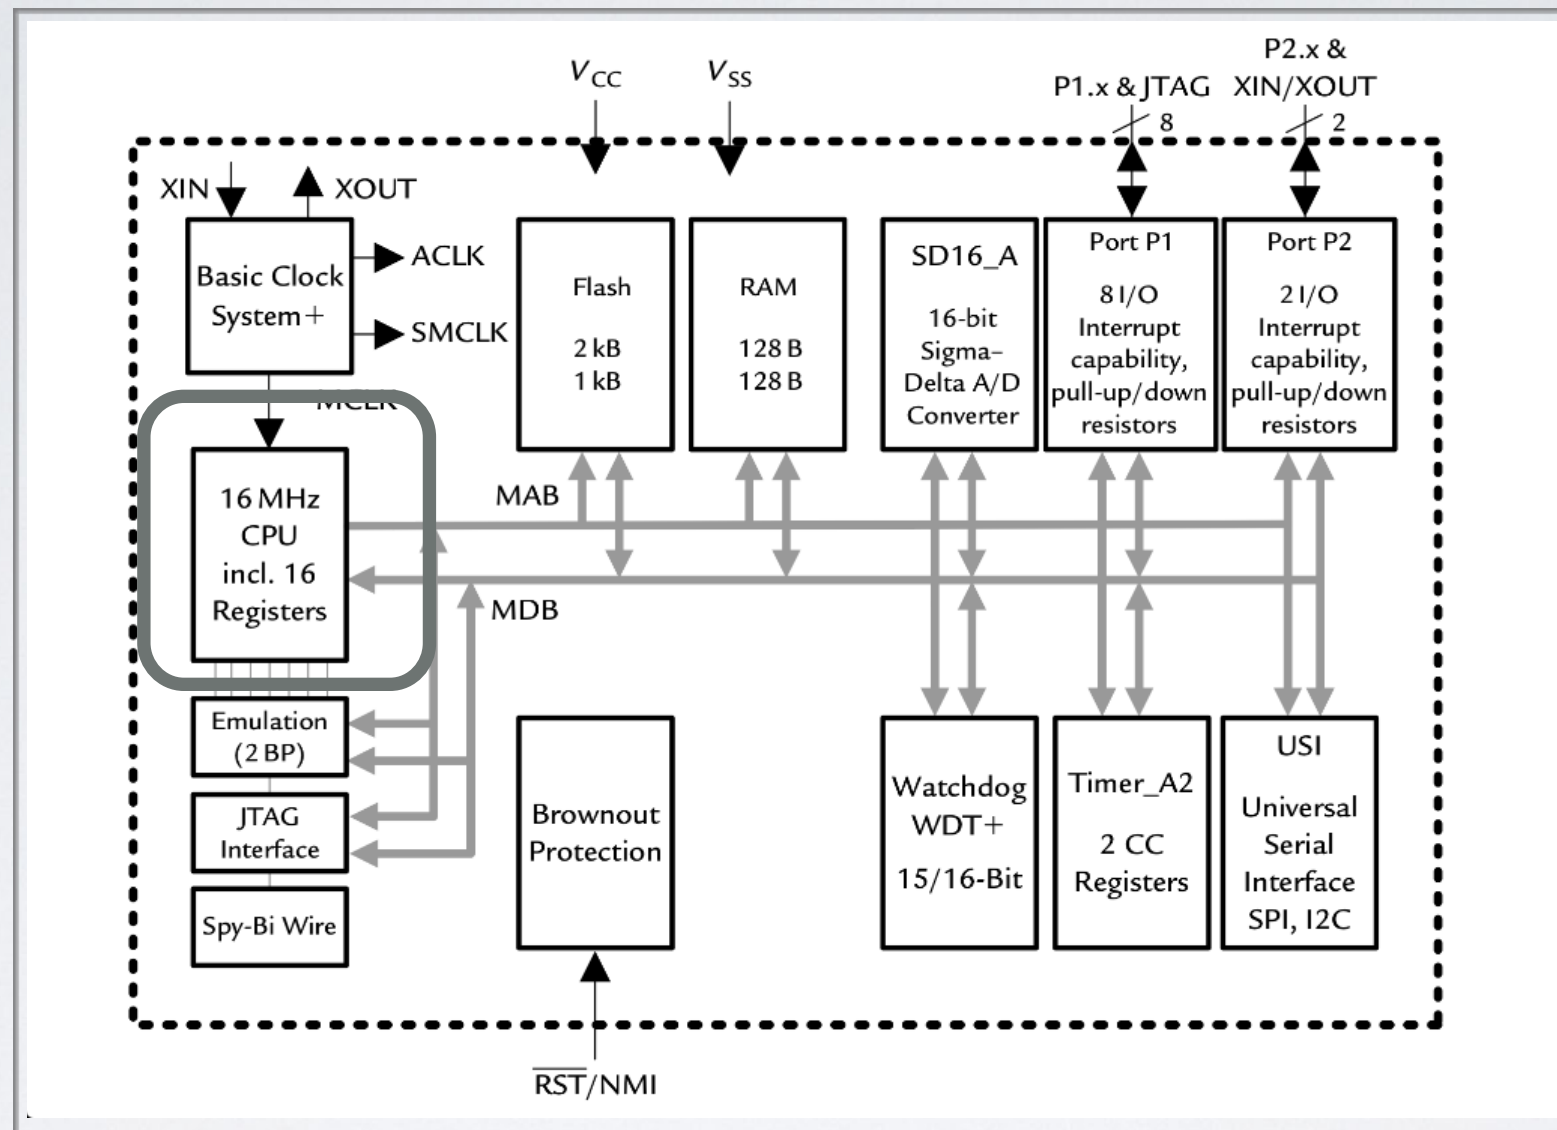 V_CC
V_SS
P1.x & JTAG
8
P2.x &
XIN/XOUT
2
XIN
XOUT
Basic Clock
System+
ACLK
SMCLK
MCLK
Flash
2 kB
1 kB
RAM
128 B
128 B
SD16_A
16-bit
Sigma–
Delta A/D
Converter
Port P1
8 I/O
Interrupt
capability,
pull-up/down
resistors
Port P2
2 I/O
Interrupt
capability,
pull-up/down
resistors
16 MHz
CPU
incl. 16
Registers
MAB
MDB
Emulation
(2 BP)
JTAG
Interface
Spy-Bi Wire
Brownout
Protection
Watchdog
WDT+
15/16-Bit
Timer_A2
2 CC
Registers
USI
Universal
Serial
Interface
SPI, I2C
RST/NMI